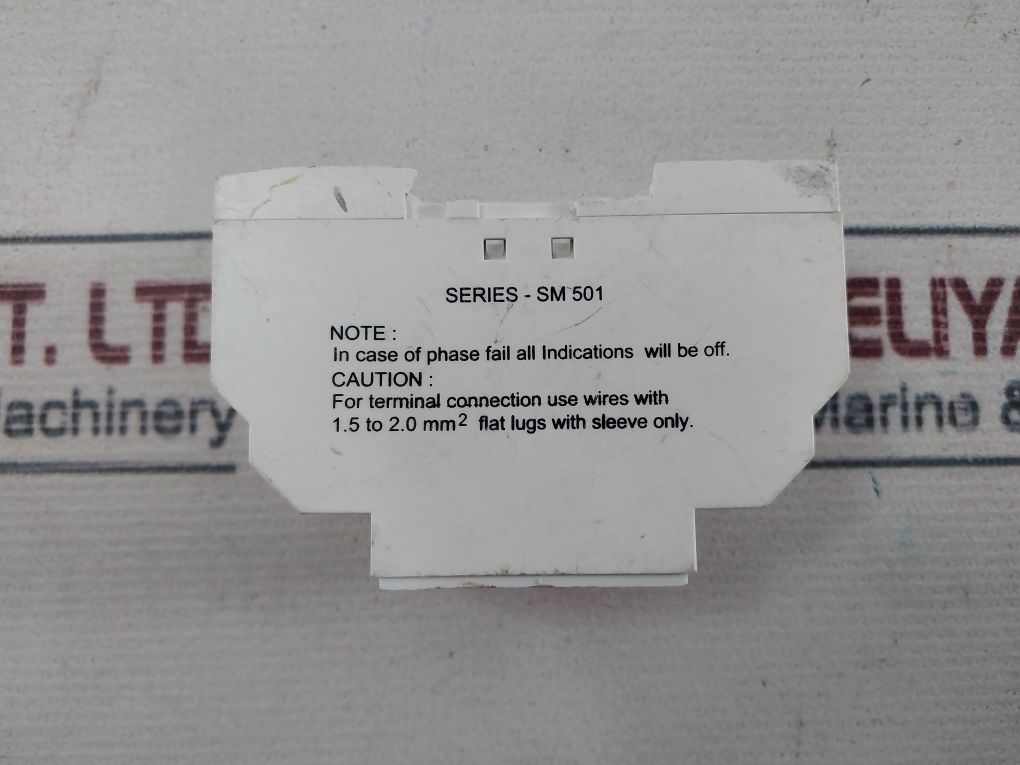 SERIES - SM 501
NOTE :
In case of phase fail all Indications will be off.
CAUTION :
For terminal connection use wires with
1.5 to 2.0 mm² flat lugs with sleeve only.
T. LTD
ELIYA
achinery
Marine &